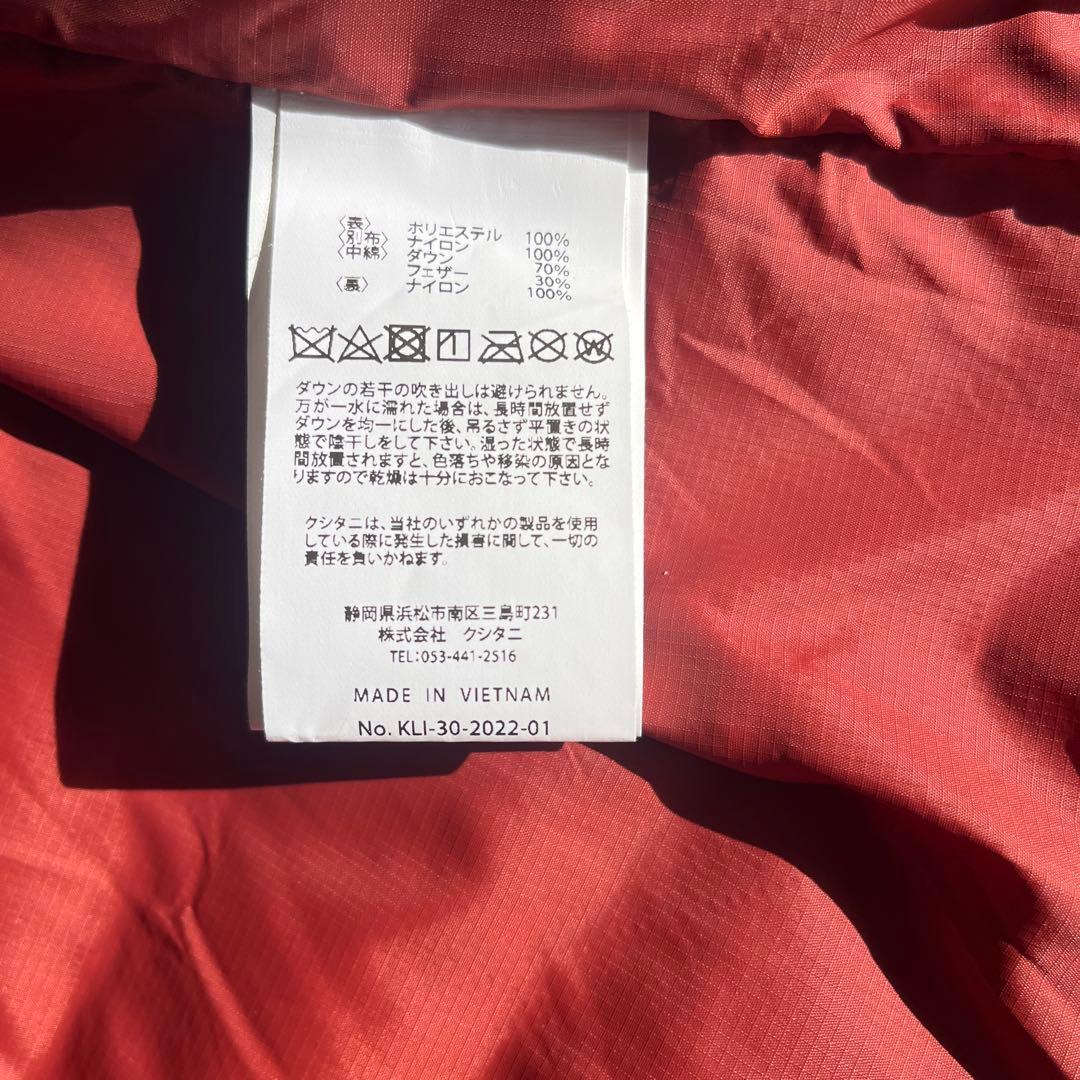 〈表〉 ポリエステル 100%
〈別布〉 ナイロン 100%
〈中綿〉 ダウン 70%
フェザー 30%
〈裏〉 ナイロン 100%
ダウンの若干の吹き出しは避けられません。
万が一水に濡れた場合は、長時間放置せず
ダウンを均一にした後、吊るさず平置きの状
態で陰干しをして下さい。湿った状態で長時
間放置されますと、色落ちや移染の原因とな
りますので乾燥は十分におこなって下さい。
クシタニは、当社のいずれかの製品を使用
している際に発生した損害に関して、一切の
責任を負いかねます。
静岡県浜松市南区三島町231
株式会社 クシタニ
TEL:053-441-2516
MADE IN VIETNAM
No. KLI-30-2022-01